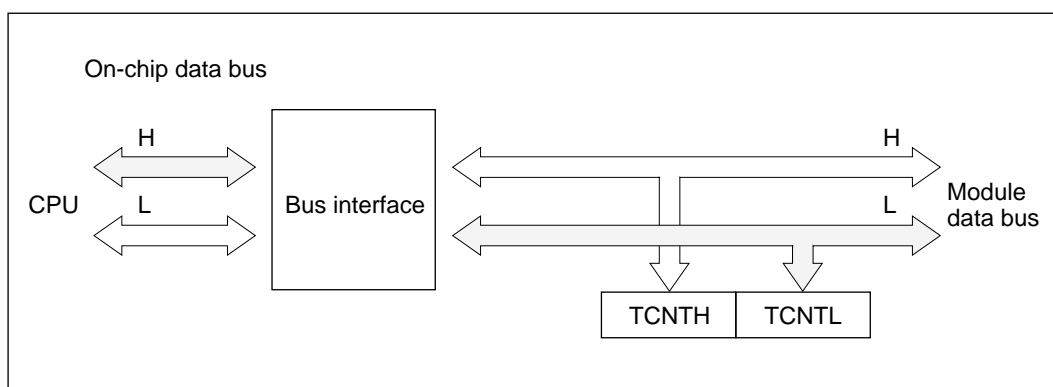 On-chip data bus
H
H
CPU
L
Bus interface
L
Module
data bus
TCNTH
TCNTL